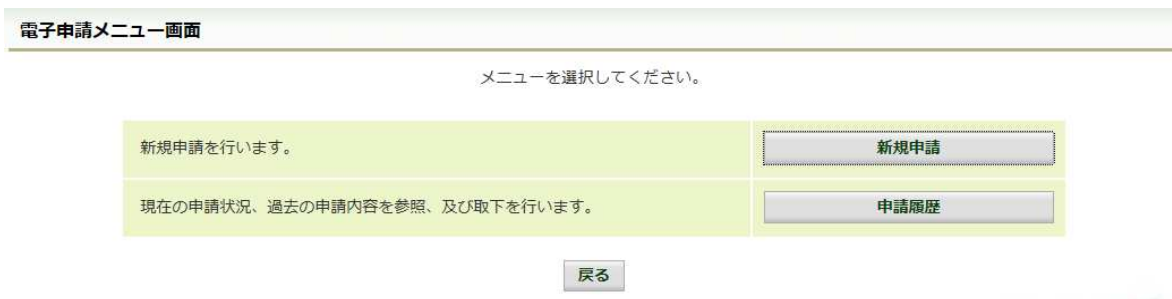 電子申請メニュー画面
メニューを選択してください。
新規申請を行います。
新規申請
現在の申請状況、過去の申請内容を参照、及び取下を行います。
申請履歴
戻る